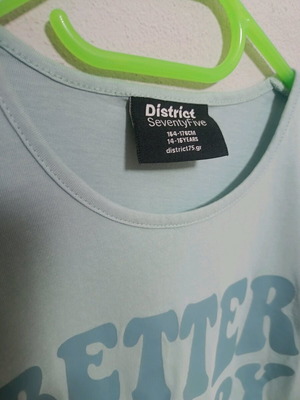 District
SeventyFive
164-176CM
14-16YEARS
district75.gr
BETTER